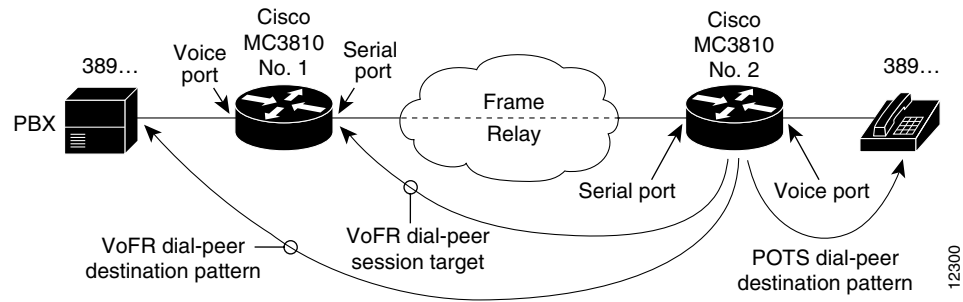 Cisco
MC3810
No. 1
Cisco
MC3810
No. 2
Voice
port
Serial
port
389...
389...
PBX
Frame
Relay
Serial port
Voice port
VoFR dial-peer
destination pattern
VoFR dial-peer
session target
POTS dial-peer
destination pattern
12300